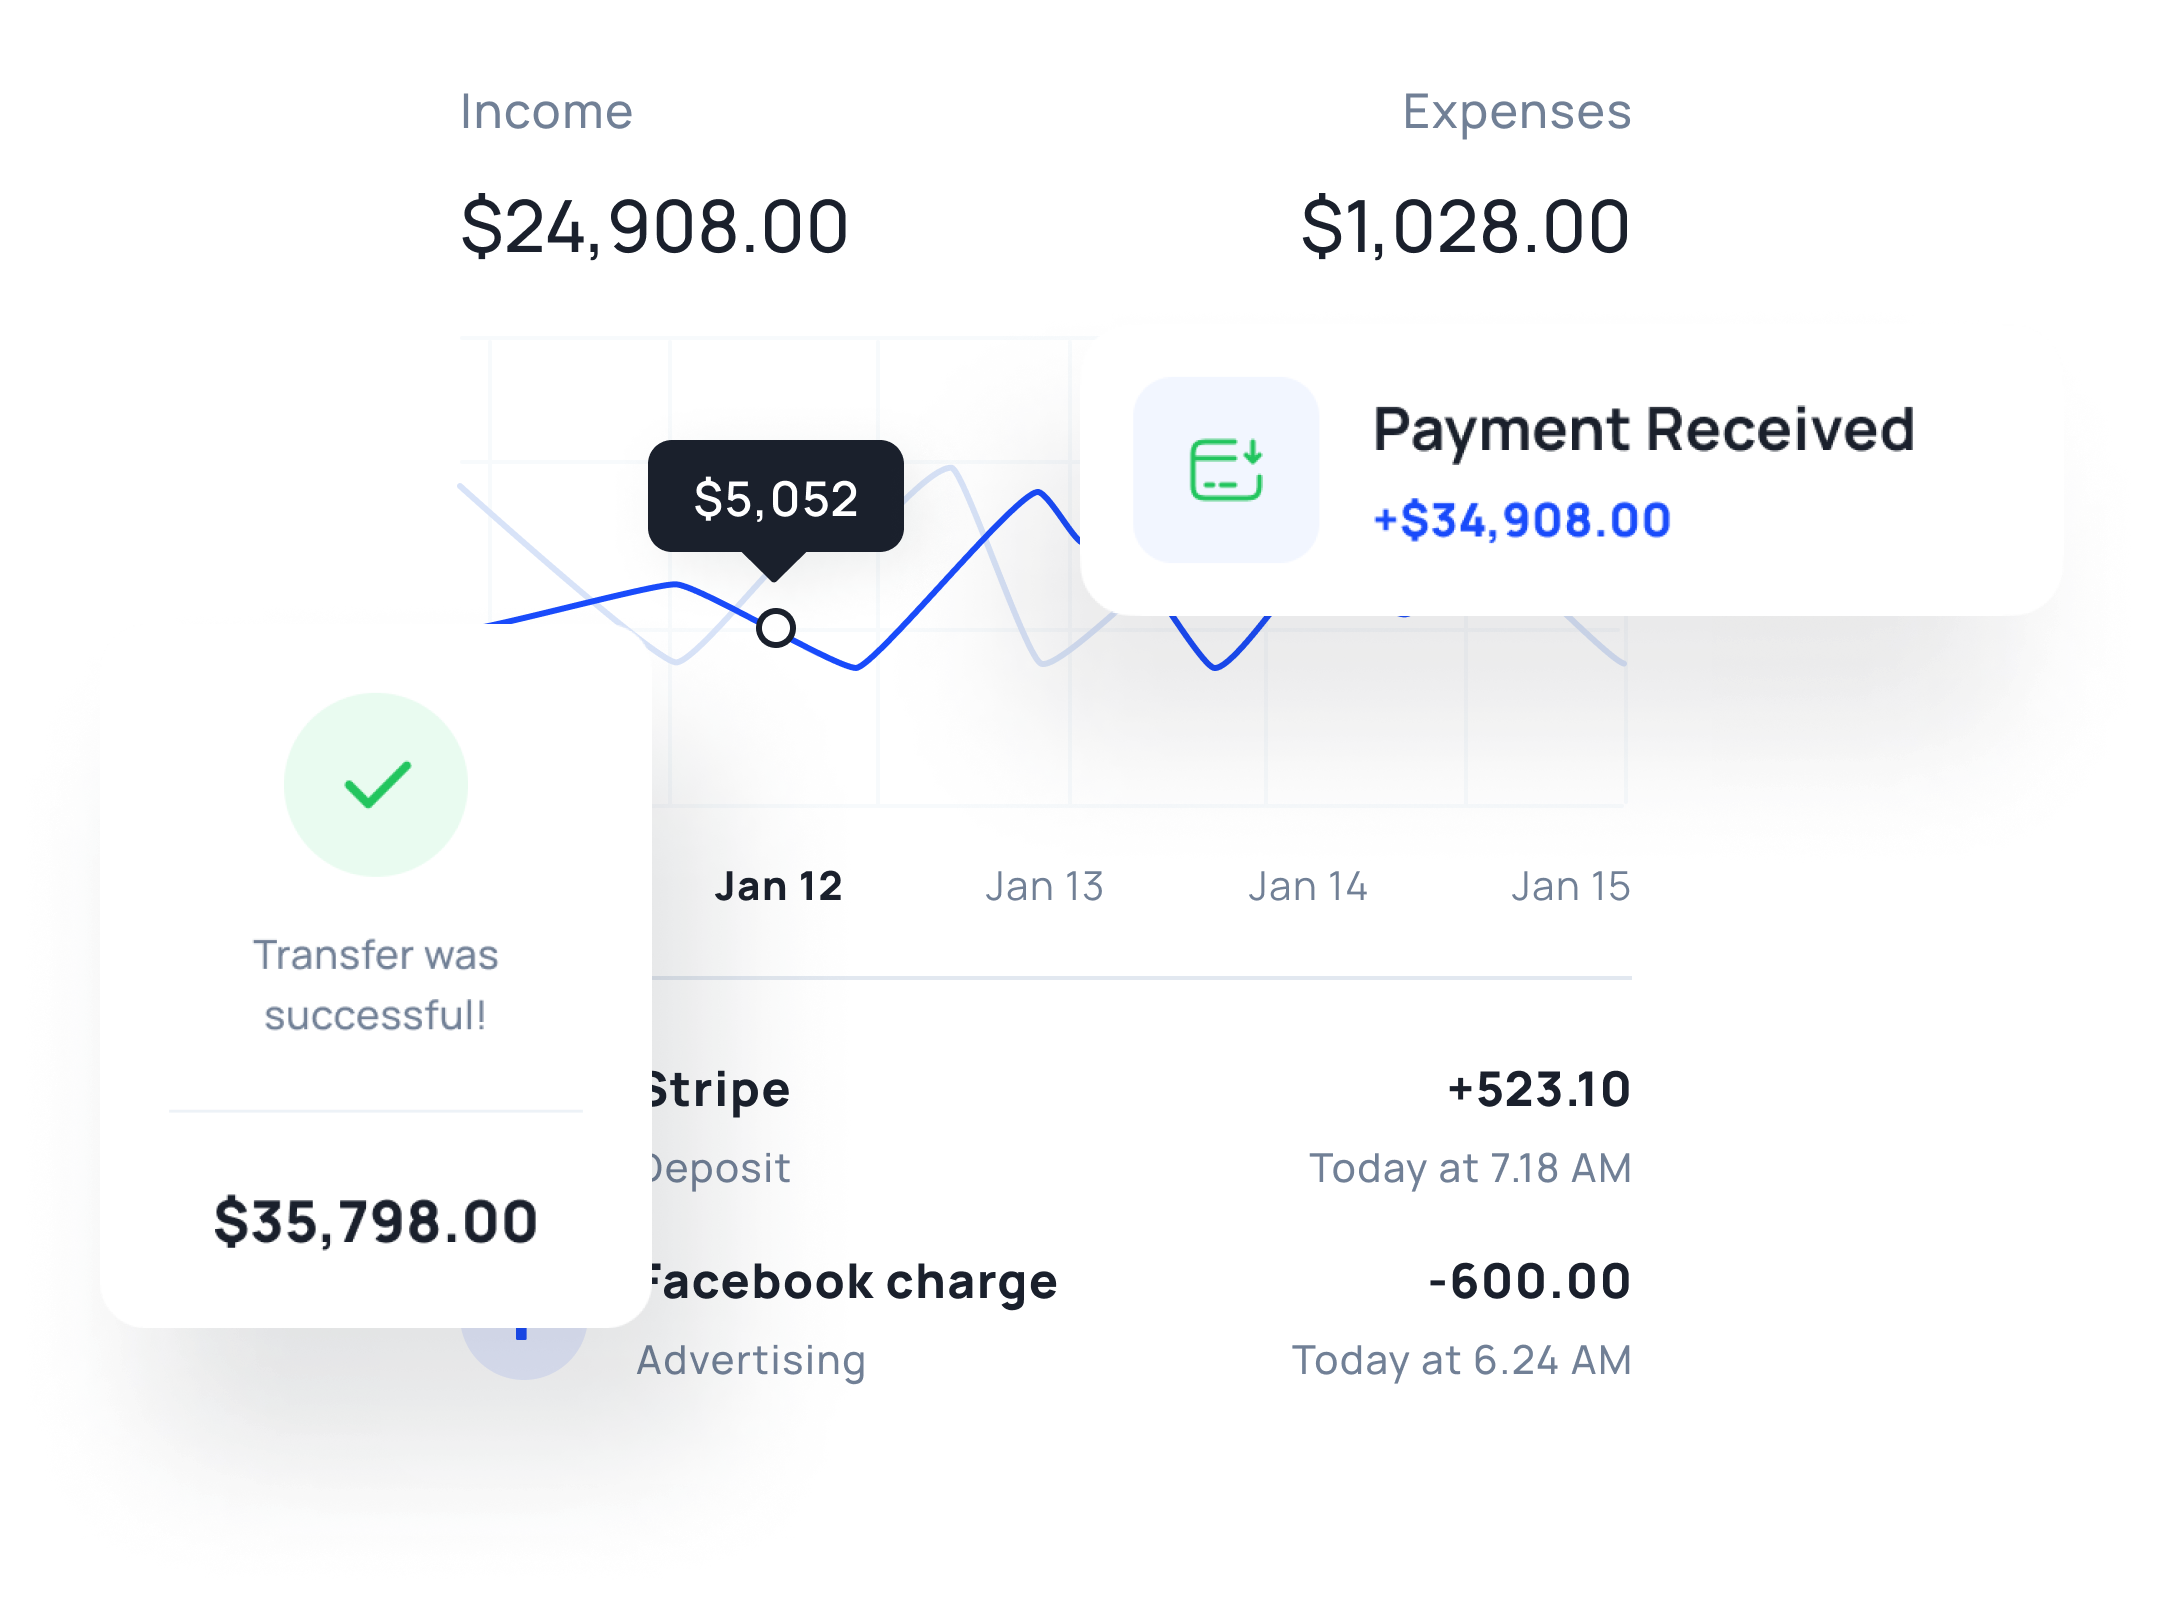 Income
$24,908.00
Expenses
$1,028.00
Payment Received
+$34,908.00
$5,052
Jan 12
Jan 13
Jan 14
Jan 15
Transfer was
successful!
$35,798.00
Stripe
+523.10
Deposit
Today at 7.18 AM
Facebook charge
-600.00
Advertising
Today at 6.24 AM